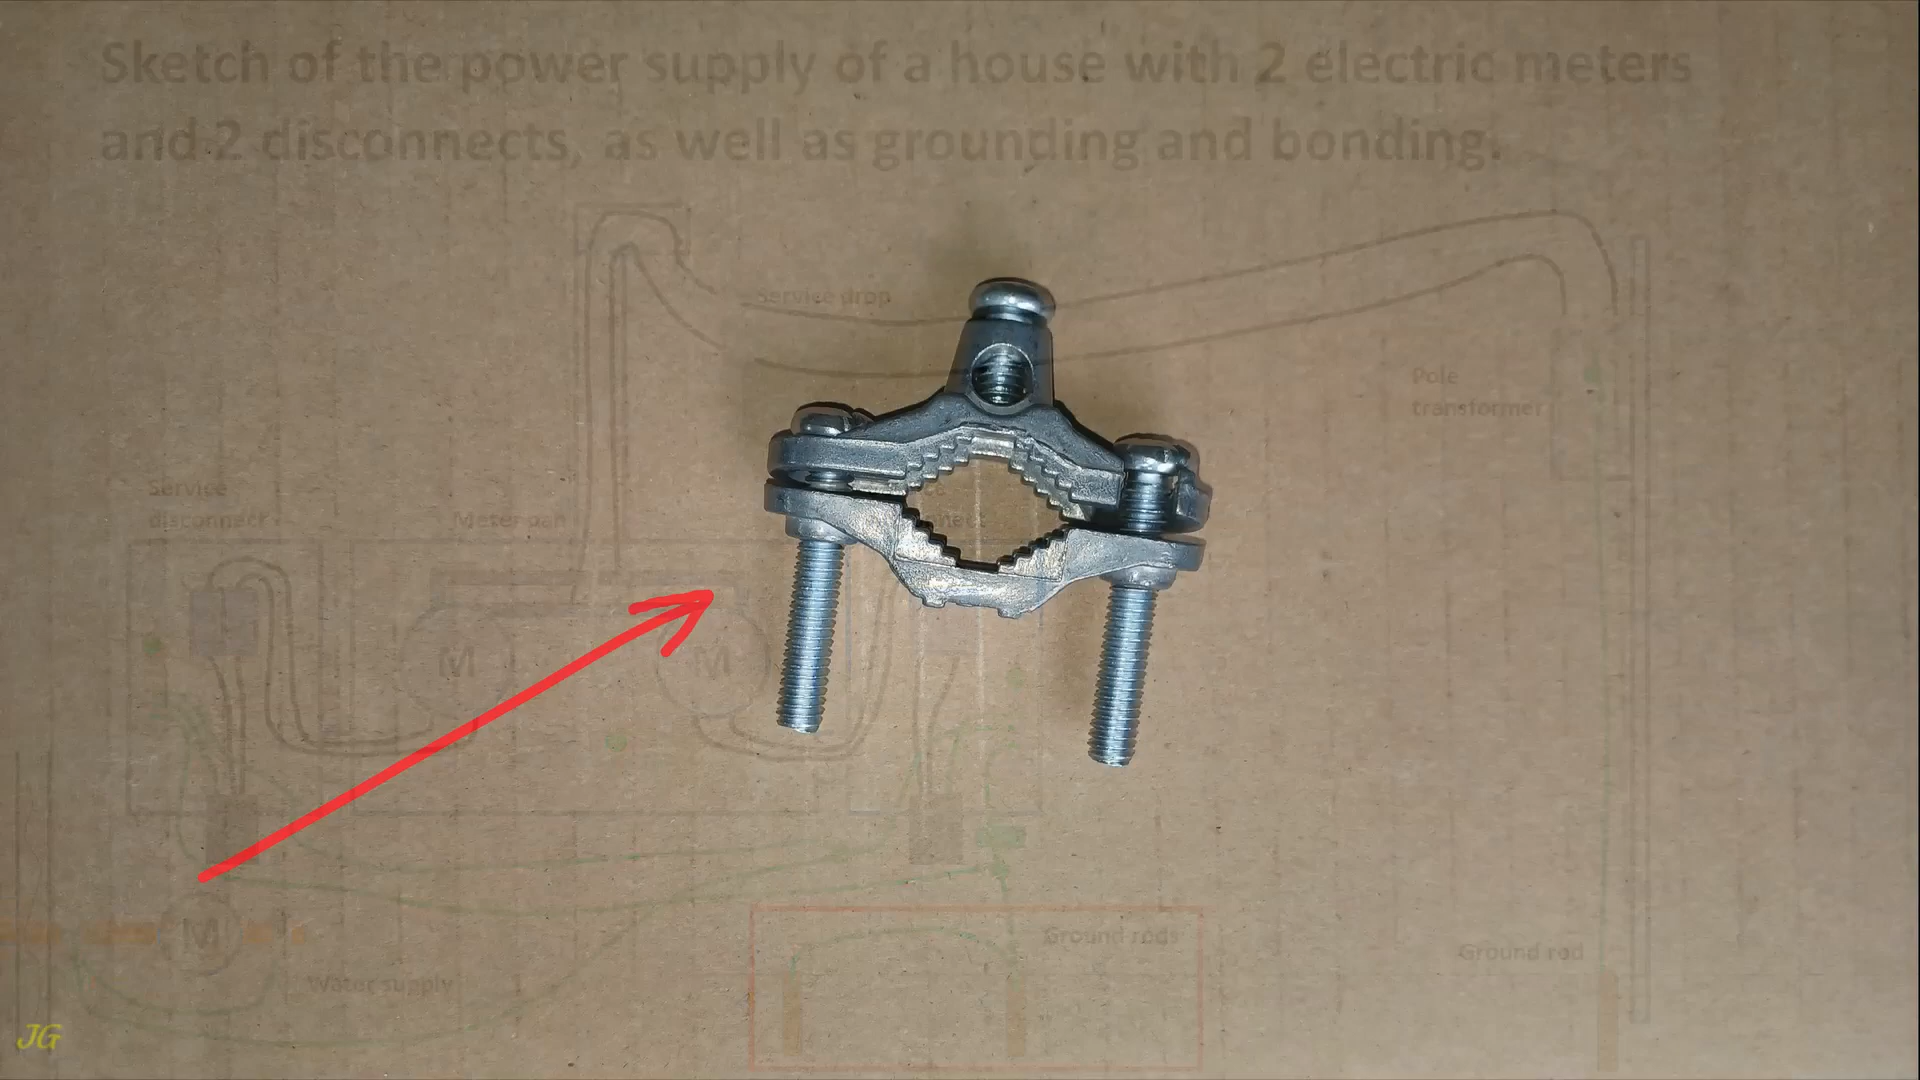 Sketch of the power supply of a house with 2 electric meters
and 2 disconnects, as well as grounding and bonding.
Service drop
Pole
transformer
Service
disconnect
Meter pan
M
M
M
Ground rods
Ground rod
Water supply
JG